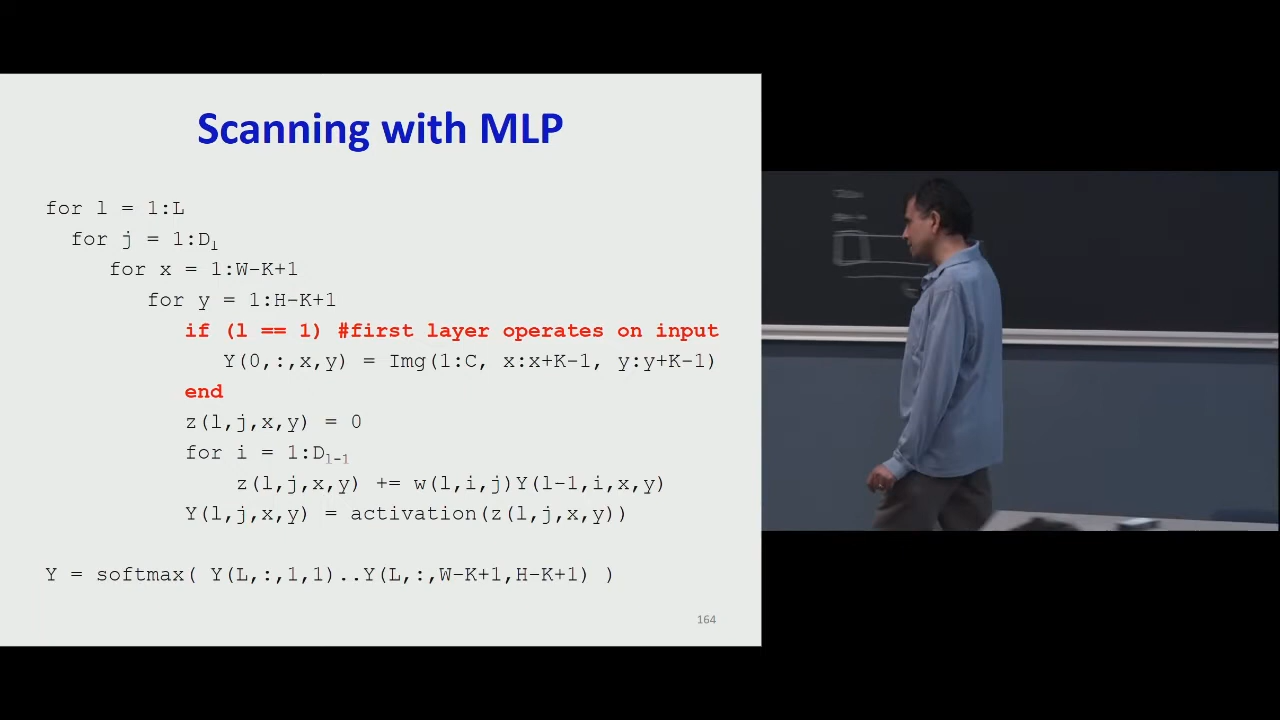 Scanning with MLP
for l = 1:L
for j = 1:Dl
for x = 1:W-K+1
for y = 1:H-K+1
if (l == 1) #first layer operates on input
Y(0,:,x,y) = Img(1:C, x:x+K-1, y:y+K-1)
end
z(l,j,x,y) = 0
for i = 1:Dl-1
z(l,j,x,y) += w(l,i,j)Y(l-1,i,x,y)
Y(l,j,x,y) = activation(z(l,j,x,y))
Y = softmax( Y(L,:,1,1)..Y(L,:,W-K+1,H-K+1) )
164